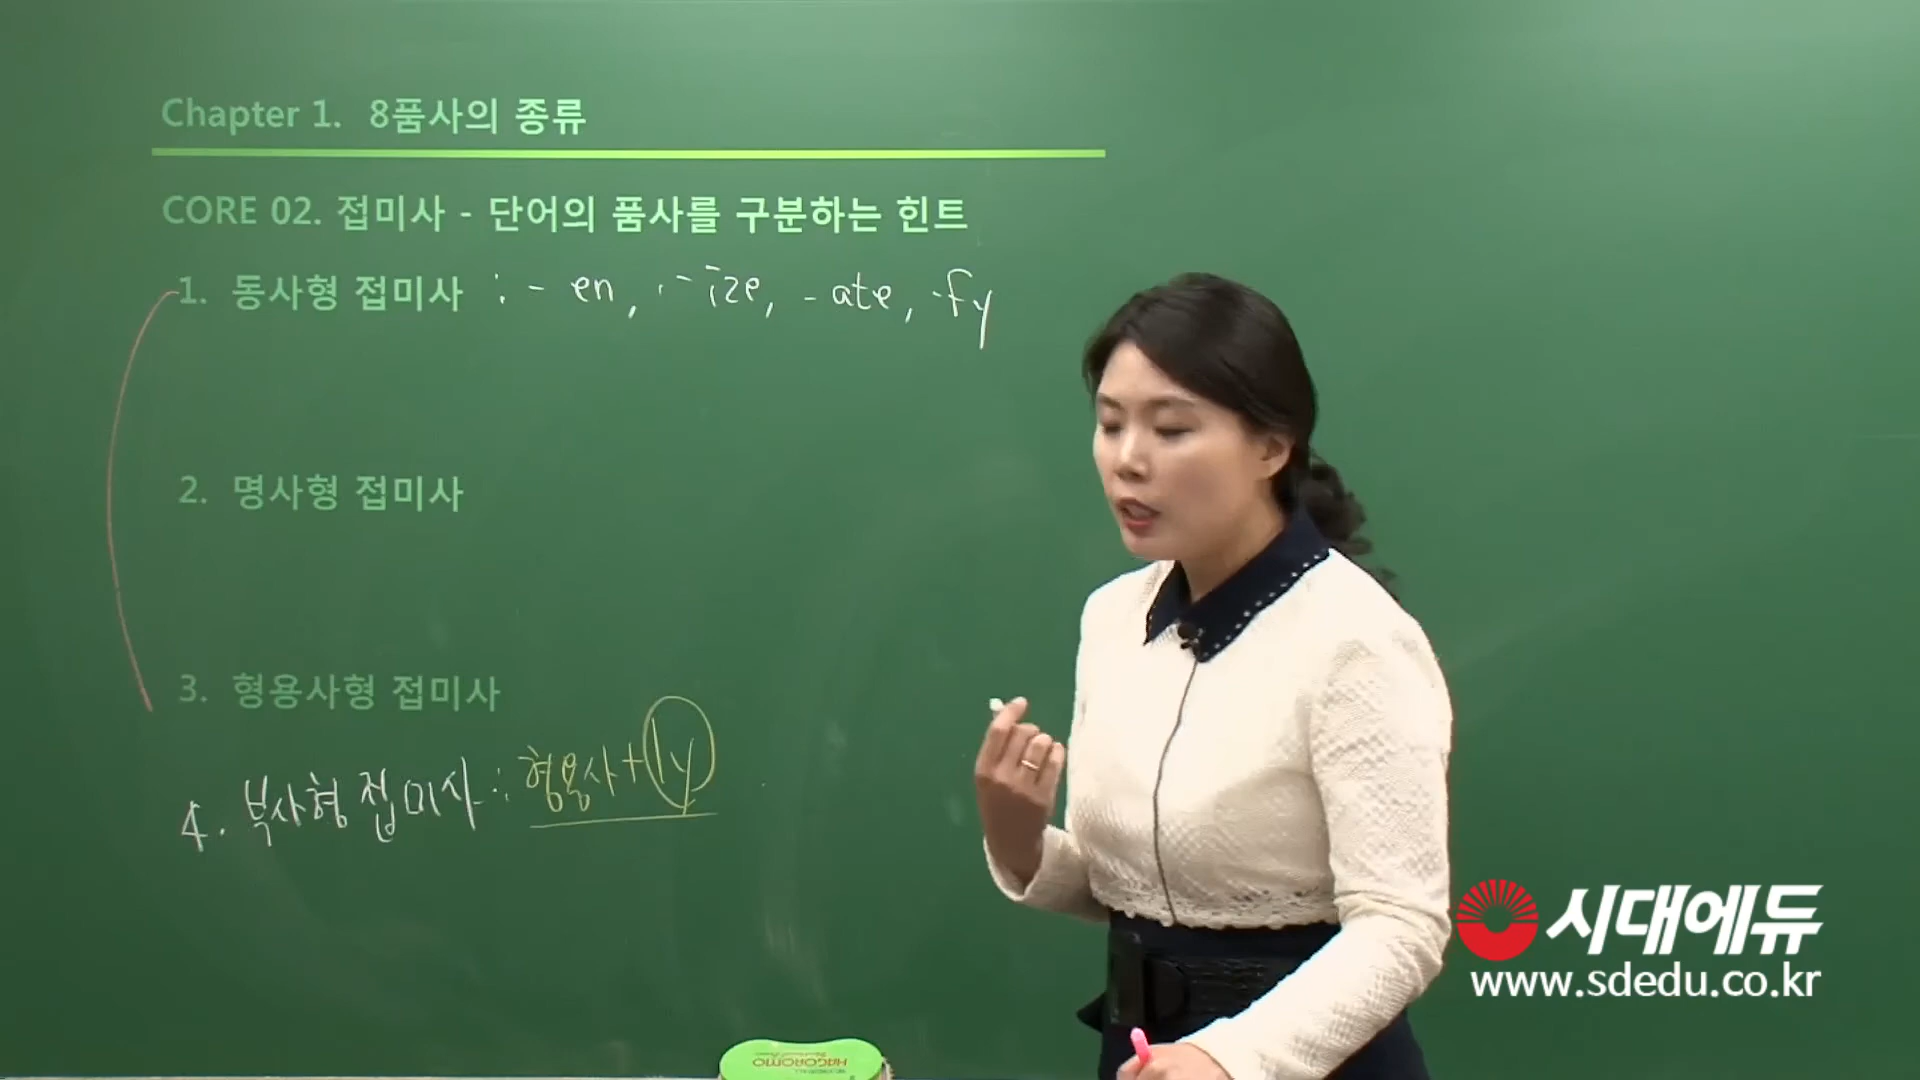 Chapter 1. 8품사의 종류
CORE 02. 접미사 - 단어의 품사를 구분하는 힌트
1. 동사형 접미사 : - en, -ize, - ate, -fy
2. 명사형 접미사
3. 형용사형 접미사
4. 부사형 접미사 : 형용사+ly
시대에듀
www.sdedu.co.kr
HAGOROMO